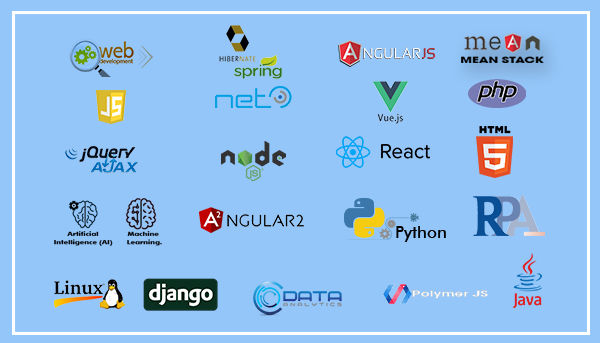 web
development
HIBERNATE
spring
ANGULARJS
mean
MEAN STACK
JS
net
Vue.js
php
jQuery
AJAX
node
JS
React
HTML
5
Artificial
Intelligence (AI)
Machine
Learning.
A2 NGULAR2
Python
RPA
Linux
django
DATA
ANALYTICS
Polymer JS
Java